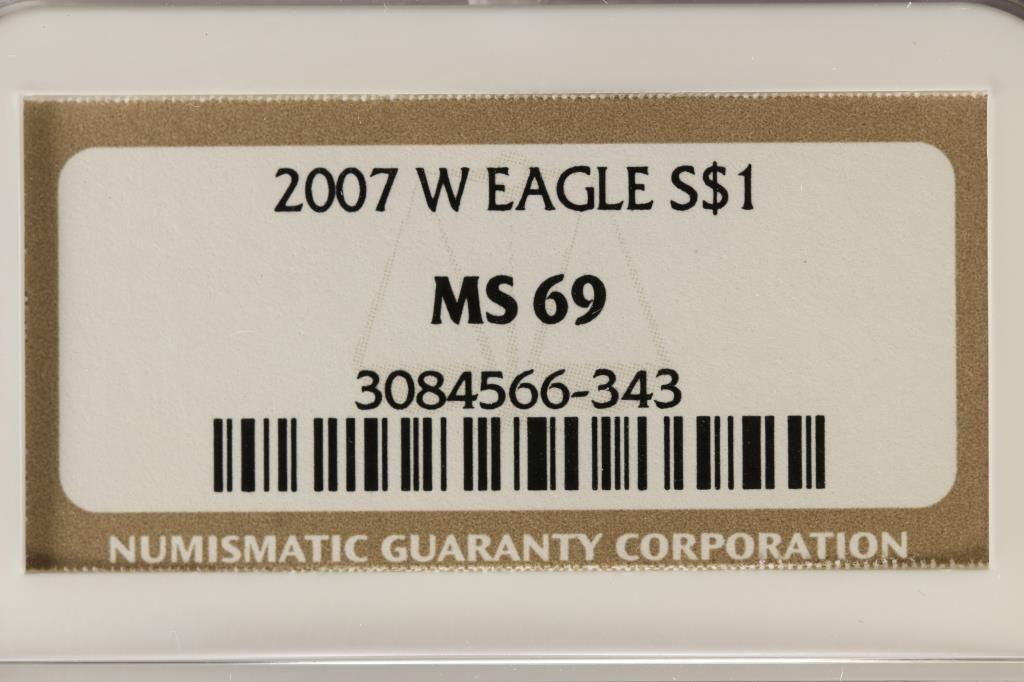 2007 W EAGLE S$1
MS 69
3084566-343
NUMISMATIC GUARANTY CORPORATION